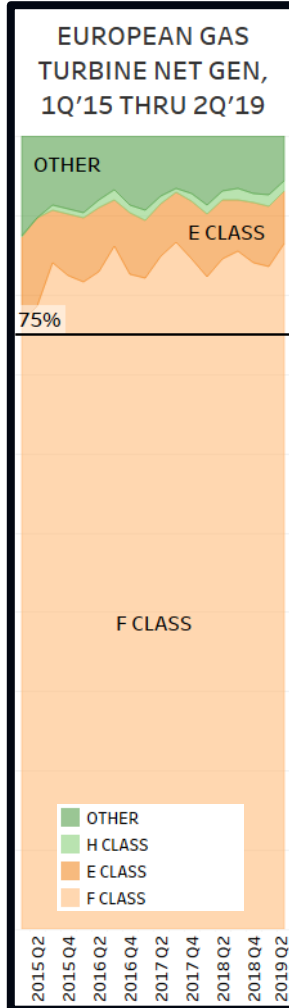 EUROPEAN GAS
TURBINE NET GEN,
1Q'15 THRU 2Q'19
OTHER
E CLASS
75%
F CLASS
OTHER
H CLASS
E CLASS
F CLASS
2015 Q2
2015 Q4
2016 Q2
2016 Q4
2017 Q2
2017 Q4
2018 Q2
2018 Q4
2019 Q2